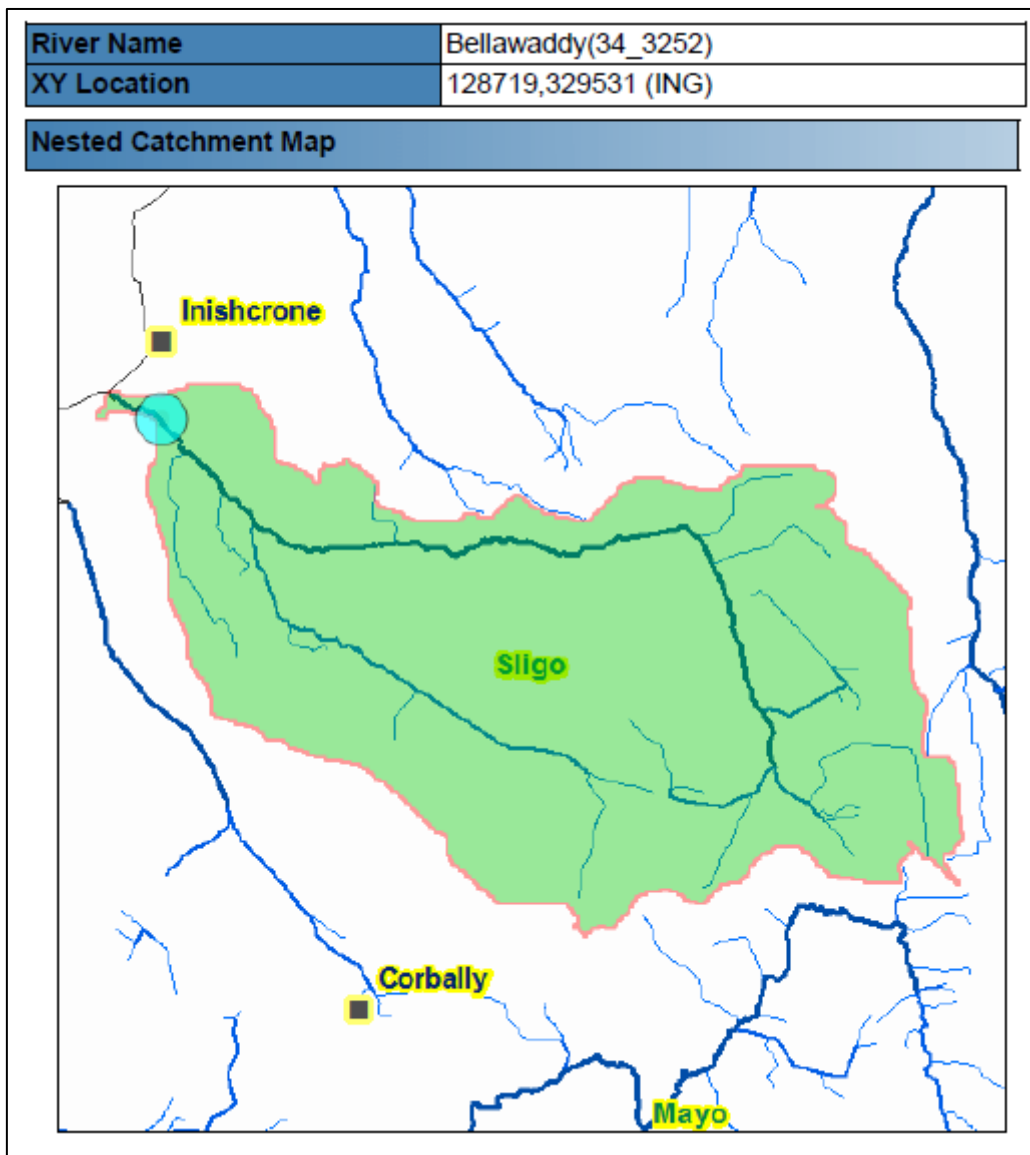 River Name Bellawaddy(34_3252)
XY Location 128719,329531 (ING)
Nested Catchment Map
Inishcrone
Sligo
Corbally
Mayo